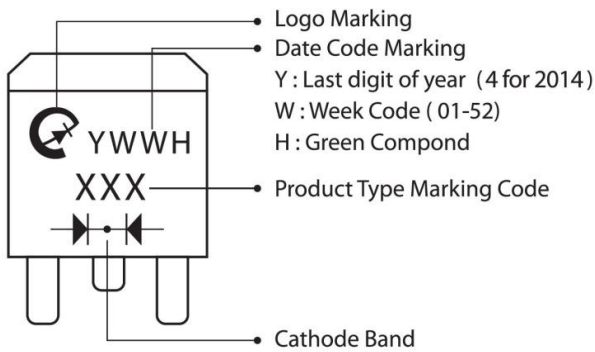 Logo Marking
Date Code Marking
Y : Last digit of year ( 4 for 2014 )
W : Week Code ( 01-52)
H : Green Compond
YWWH
XXX
Product Type Marking Code
Cathode Band